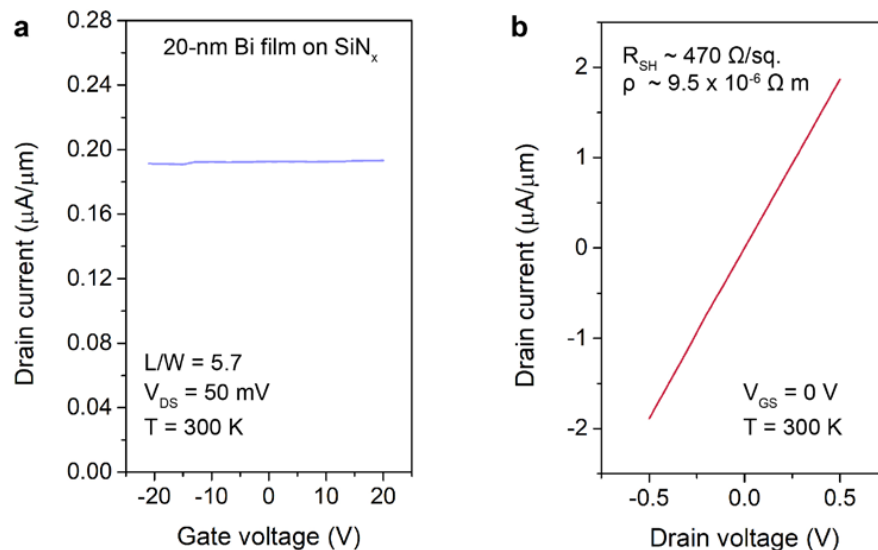 a
20-nm Bi film on SiNₓ
0.28
0.24
0.20
0.16
0.12
0.08
0.04
0.00
Drain current (μA/μm)
L/W = 5.7
V_DS = 50 mV
T = 300 K
-20
-10
0
10
20
Gate voltage (V)
b
R_SH ~ 470 Ω/sq.
ρ ~ 9.5 x 10⁻⁶ Ω m
2
1
0
-1
-2
Drain current (μA/μm)
V_GS = 0 V
T = 300 K
-0.5
0.0
0.5
Drain voltage (V)